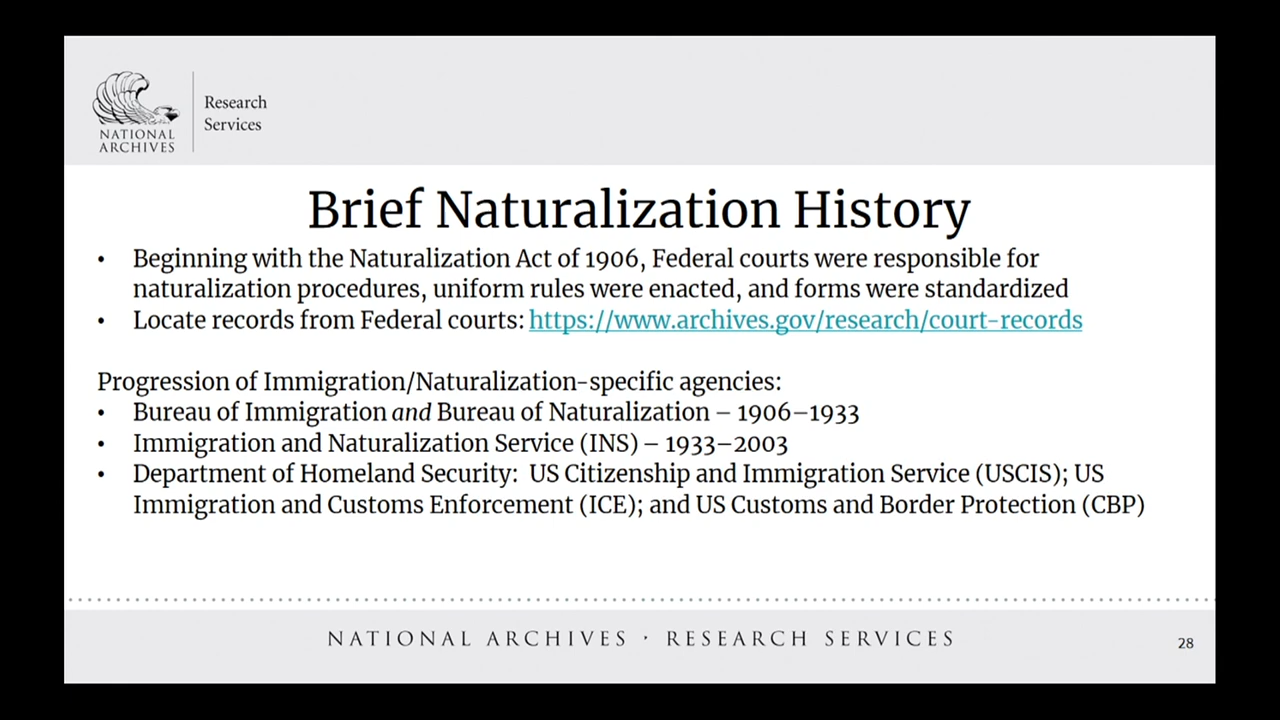 NATIONAL
ARCHIVES
Research
Services
Brief Naturalization History
• Beginning with the Naturalization Act of 1906, Federal courts were responsible for
naturalization procedures, uniform rules were enacted, and forms were standardized
• Locate records from Federal courts: https://www.archives.gov/research/court-records
Progression of Immigration/Naturalization-specific agencies:
• Bureau of Immigration and Bureau of Naturalization – 1906–1933
• Immigration and Naturalization Service (INS) – 1933–2003
• Department of Homeland Security:  US Citizenship and Immigration Service (USCIS); US
Immigration and Customs Enforcement (ICE); and US Customs and Border Protection (CBP)
NATIONAL ARCHIVES · RESEARCH SERVICES
28